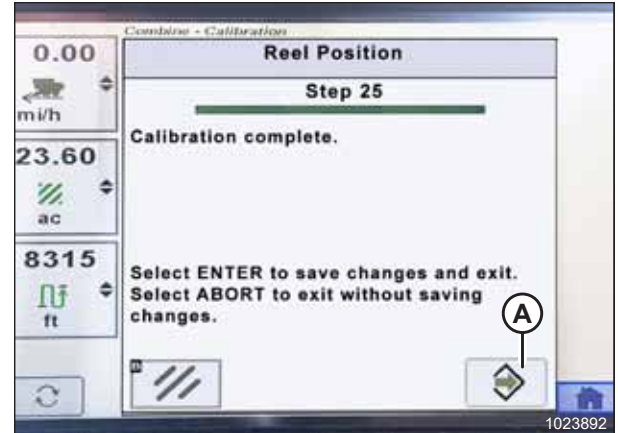 Combine - Calibration
0.00
mi/h
23.60
ac
8315
ft
Reel Position
Step 25
Calibration complete.
Select ENTER to save changes and exit.
Select ABORT to exit without saving
changes.
A
1023892